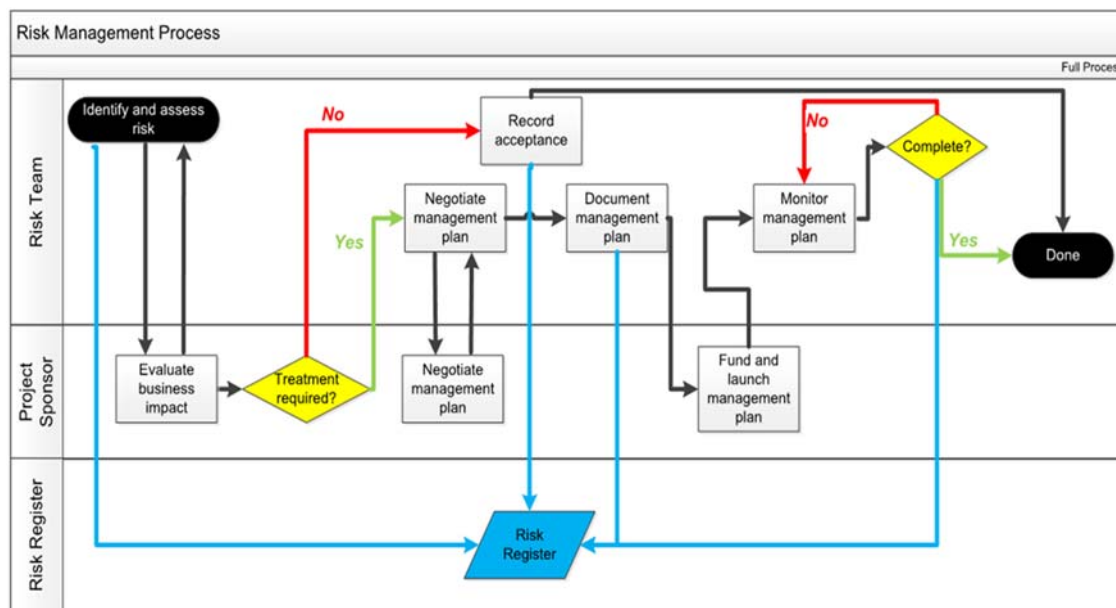 Risk Management Process
Full Proces
Risk Team
Identify and assess
risk
No
Record
acceptance
No
Complete?
Negotiate
management
plan
Document
management
plan
Monitor
management
plan
Yes
Yes
Done
Project
Sponsor
Evaluate
business
impact
Treatment
required?
Negotiate
management
plan
Fund and
launch
management
plan
Risk Register
Risk
Register